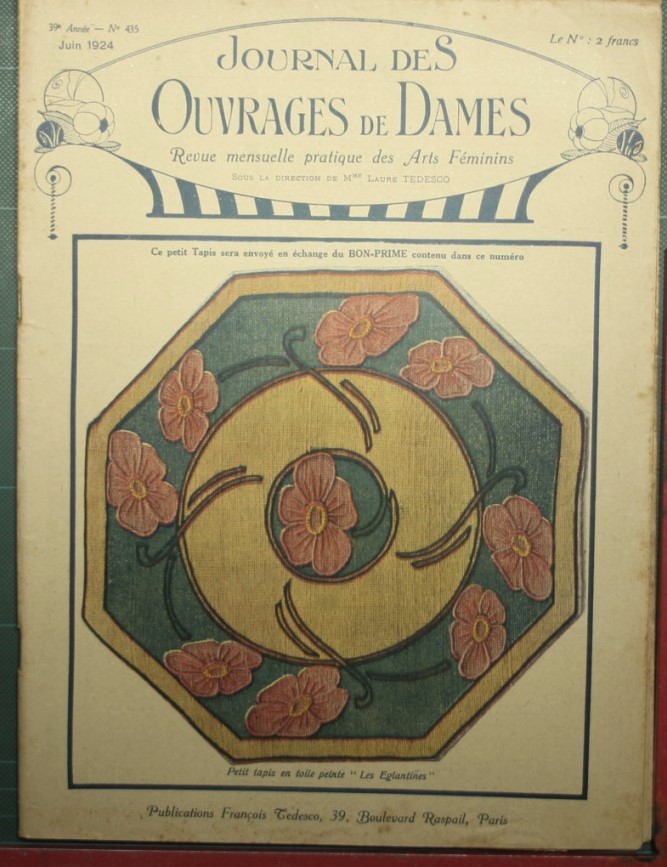 39e Année — No 435
Juin 1924
Le No : 2 francs
JOURNAL DES
OUVRAGES DE DAMES
Revue mensuelle pratique des Arts Féminins
SOUS LA DIRECTION DE Mme LAURE TEDESCO
Ce petit Tapis sera envoyé en échange du BON-PRIME contenu dans ce numéro
Petit tapis en toile peinte "Les Eglantines"
Publications François Tedesco, 39, Boulevard Raspail, Paris